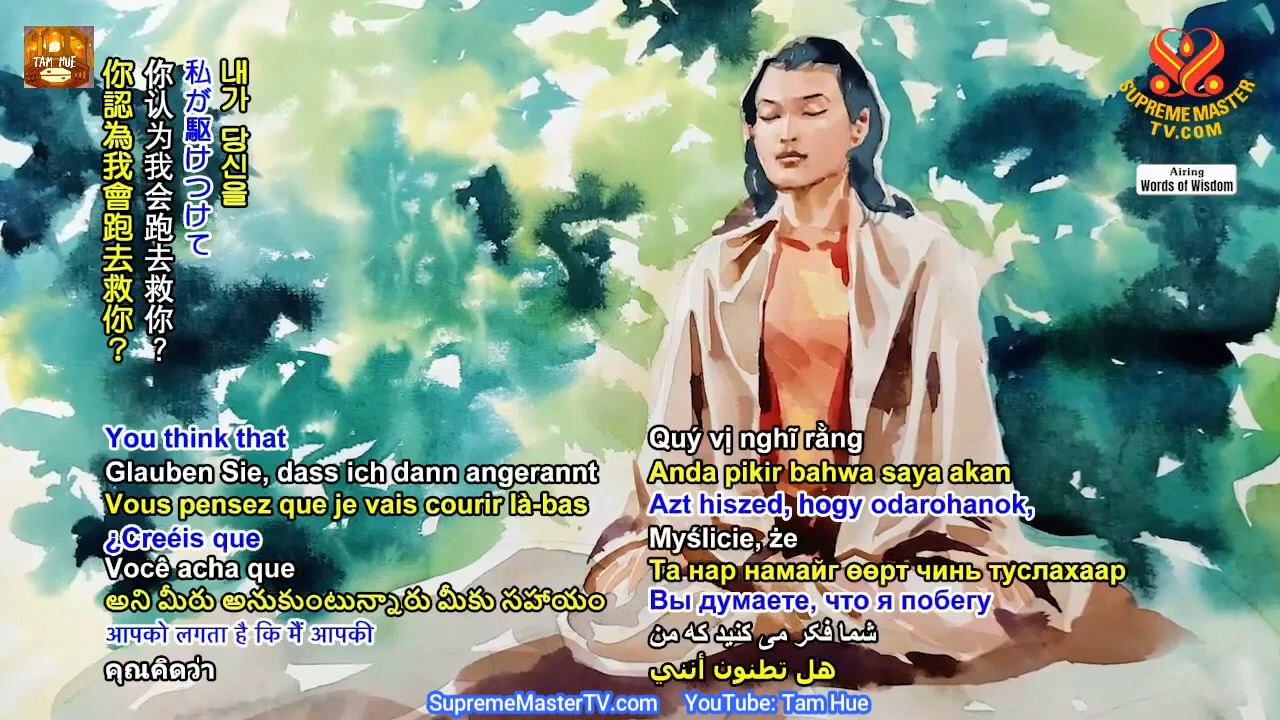 TAM HUE
SUPREME MASTER
TV.COM
Airing
Words of Wisdom
내가 당신을
私が駆けつけて
你认为我会跑去救你？
你認為我會跑去救你？
You think that
Glauben Sie, dass ich dann angerannt
Vous pensez que je vais courir là-bas
¿Creéis que
Você acha que
అని మీరు అనుకుంటున్నారు మీకు సహాయం
आपको लगता है कि मैं आपकी
คุณคิดว่า
Quý vị nghĩ rằng
Anda pikir bahwa saya akan
Azt hiszed, hogy odarohanok,
Myślicie, że
Та нар намайг өөрт чинь туслахаар
Вы думаете, что я побегу
شما فکر می کنید که من
هل تظنون أنني
SupremeMasterTV.com YouTube: Tam Hue